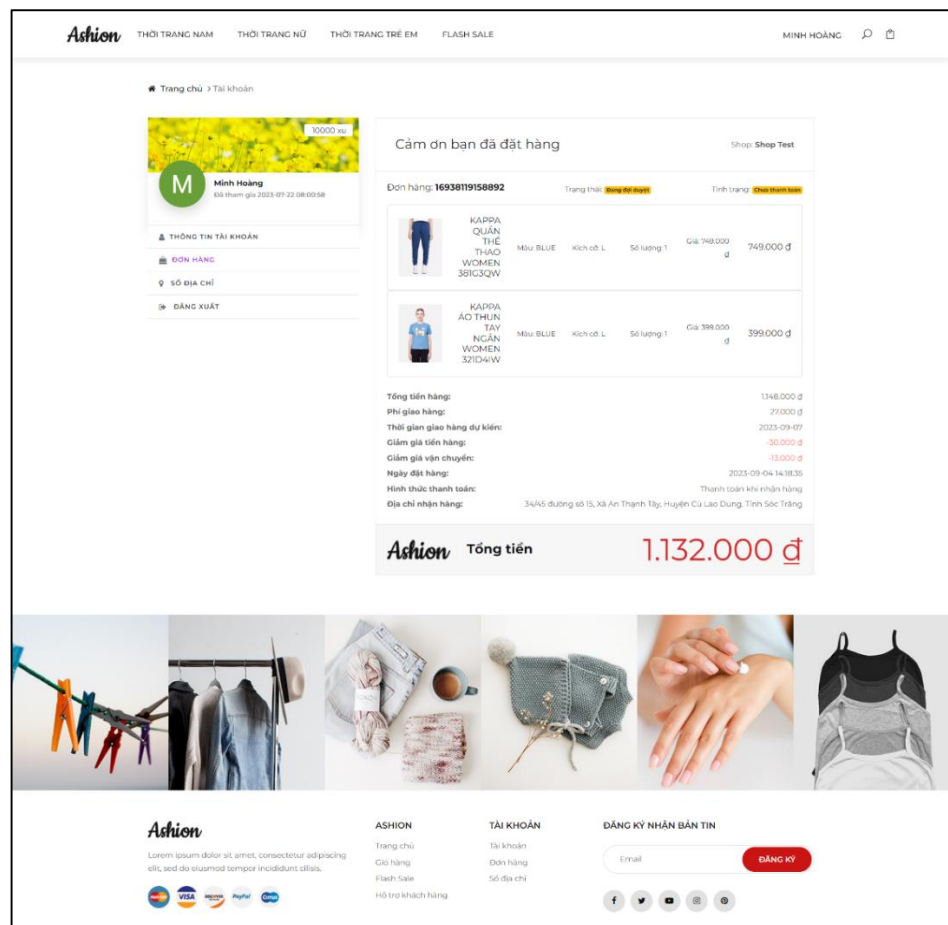 Ashion THỜI TRANG NAM THỜI TRANG NỮ THỜI TRANG TRẺ EM FLASH SALE MINH HOÀNG
Trang chủ > Tài khoản
10000 xu
M
Minh Hoàng
Đã tham gia 2023-07-22 08:00:58
THÔNG TIN TÀI KHOẢN
ĐƠN HÀNG
SỔ ĐỊA CHỈ
ĐĂNG XUẤT
Cảm ơn bạn đã đặt hàng Shop: Shop Test
Đơn hàng: 16938119158892 Trạng thái: Đang đợi duyệt Tình trạng: Chưa thanh toán
KAPPA
QUẦN
THỂ
THAO
WOMEN
381G3QW
Màu: BLUE Kích cỡ: L Số lượng: 1 Giá: 749.000 đ 749.000 ₫
KAPPA
ÁO THUN
TAY
NGẮN
WOMEN
321D4IW
Màu: BLUE Kích cỡ: L Số lượng: 1 Giá: 399.000 đ 399.000 ₫
Tổng tiền hàng: 1.148.000 ₫
Phí giao hàng: 27.000 ₫
Thời gian giao hàng dự kiến: 2023-09-07
Giảm giá tiền hàng: -30.000 ₫
Giảm giá vận chuyển: -13.000 ₫
Ngày đặt hàng: 2023-09-04 14:18:35
Hình thức thanh toán: Thanh toán khi nhận hàng
Địa chỉ nhận hàng: 34/45 đường số 15, Xã An Thạnh Tây, Huyện Cù Lao Dung, Tỉnh Sóc Trăng
Ashion Tổng tiền 1.132.000 ₫
Ashion
Lorem ipsum dolor sit amet, consectetur adipiscing
elit, sed do eiusmod tempor incididunt cilisis.
VISA PayPal
ASHION
Trang chủ
Giỏ hàng
Flash Sale
Hỗ trợ khách hàng
TÀI KHOẢN
Tài khoản
Đơn hàng
Sổ địa chỉ
ĐĂNG KÝ NHẬN BẢN TIN
Email ĐĂNG KÝ